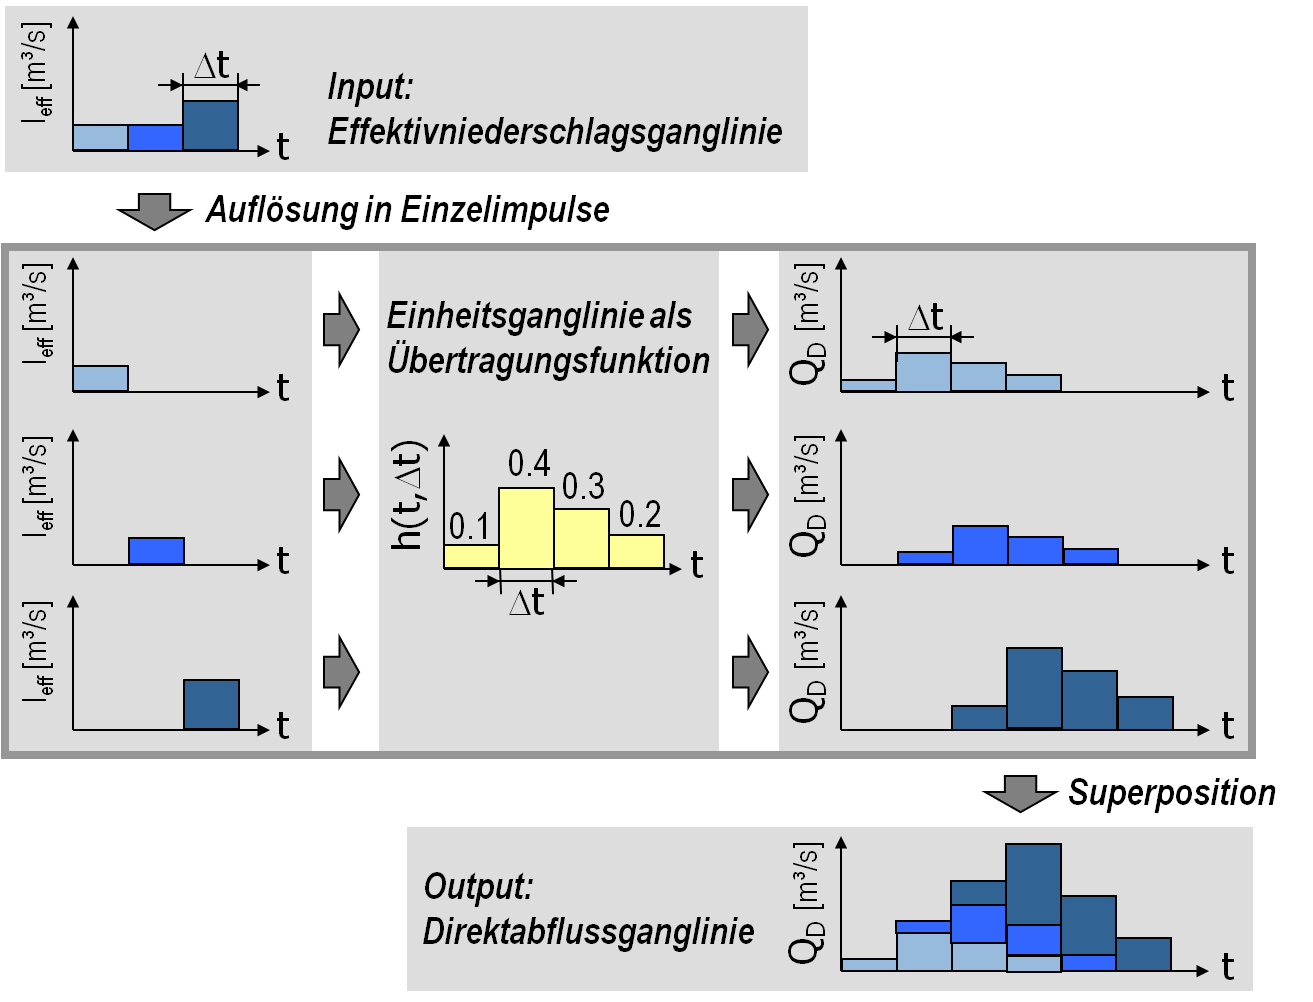 I_eff [m³/s]
Δt
t
Input:
Effektivniederschlagsganglinie
Auflösung in Einzelimpulse
I_eff [m³/s]
t
Einheitsganglinie als
Übertragungsfunktion
Q_D [m³/s]
Δt
t
I_eff [m³/s]
t
h(t,Δt)
0.1
0.4
0.3
0.2
t
Δt
Q_D [m³/s]
t
I_eff [m³/s]
t
Q_D [m³/s]
t
Superposition
Output:
Direktabflussganglinie
Q_D [m³/s]
t